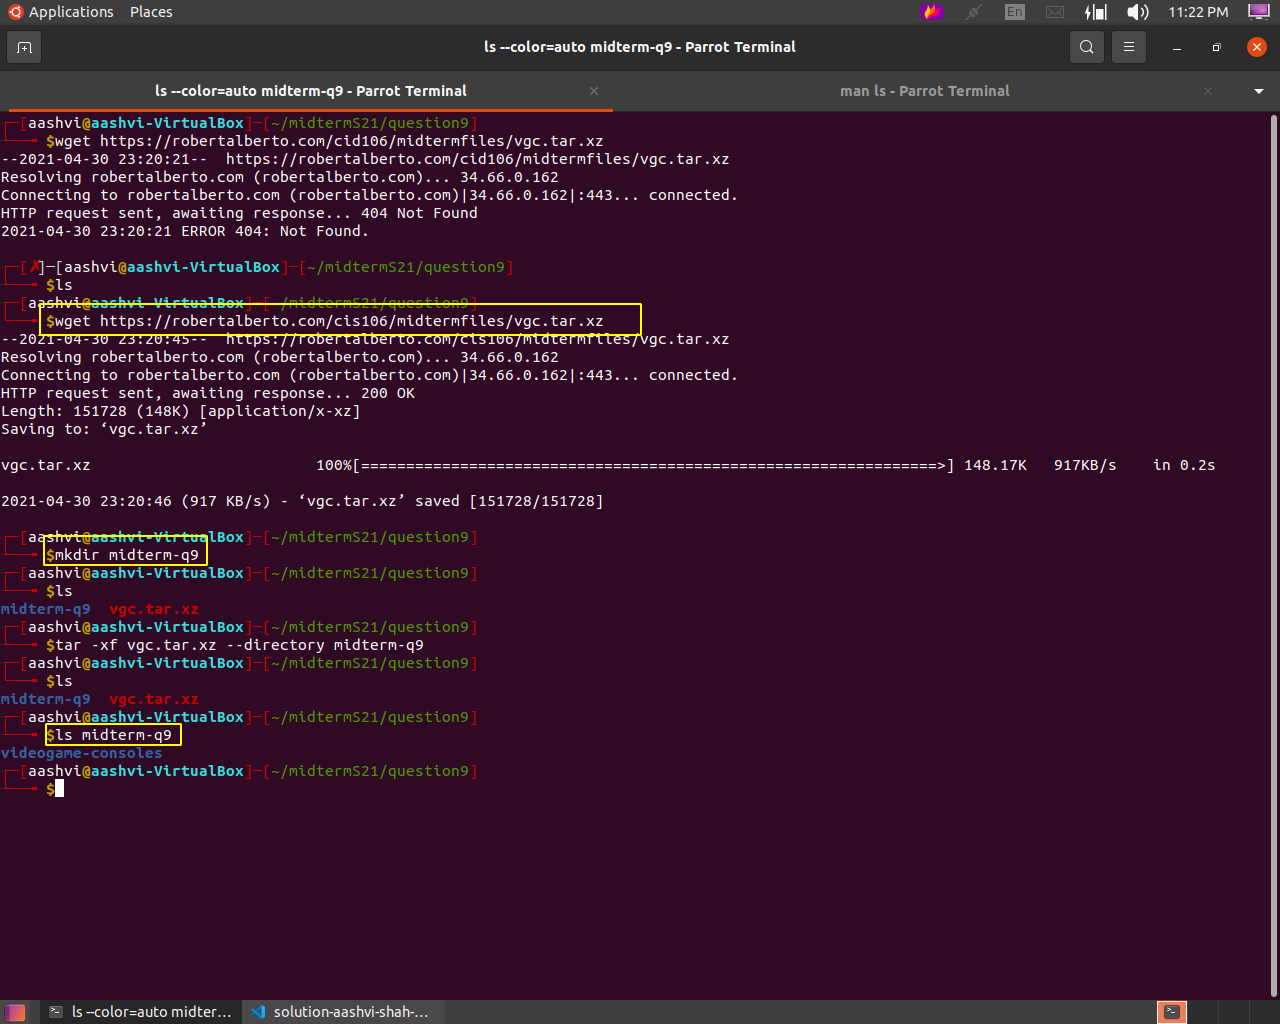 Applications Places En 11:22 PM
ls --color=auto midterm-q9 - Parrot Terminal
ls --color=auto midterm-q9 - Parrot Terminal × man ls - Parrot Terminal ×
[aashvi@aashvi-VirtualBox]─[~/midtermS21/question9]
$wget https://robertalberto.com/cid106/midtermfiles/vgc.tar.xz
--2021-04-30 23:20:21--  https://robertalberto.com/cid106/midtermfiles/vgc.tar.xz
Resolving robertalberto.com (robertalberto.com)... 34.66.0.162
Connecting to robertalberto.com (robertalberto.com)|34.66.0.162|:443... connected.
HTTP request sent, awaiting response... 404 Not Found
2021-04-30 23:20:21 ERROR 404: Not Found.
[✗]─[aashvi@aashvi-VirtualBox]─[~/midtermS21/question9]
$ls
[aashvi@aashvi-VirtualBox]─[~/midtermS21/question9]
$wget https://robertalberto.com/cis106/midtermfiles/vgc.tar.xz
--2021-04-30 23:20:45--  https://robertalberto.com/cis106/midtermfiles/vgc.tar.xz
Resolving robertalberto.com (robertalberto.com)... 34.66.0.162
Connecting to robertalberto.com (robertalberto.com)|34.66.0.162|:443... connected.
HTTP request sent, awaiting response... 200 OK
Length: 151728 (148K) [application/x-xz]
Saving to: ‘vgc.tar.xz’
vgc.tar.xz 100%[================================================================>] 148.17K 917KB/s in 0.2s
2021-04-30 23:20:46 (917 KB/s) - ‘vgc.tar.xz’ saved [151728/151728]
[aashvi@aashvi-VirtualBox]─[~/midtermS21/question9]
$mkdir midterm-q9
[aashvi@aashvi-VirtualBox]─[~/midtermS21/question9]
$ls
midterm-q9  vgc.tar.xz
[aashvi@aashvi-VirtualBox]─[~/midtermS21/question9]
$tar -xf vgc.tar.xz --directory midterm-q9
[aashvi@aashvi-VirtualBox]─[~/midtermS21/question9]
$ls
midterm-q9  vgc.tar.xz
[aashvi@aashvi-VirtualBox]─[~/midtermS21/question9]
$ls midterm-q9
videogame-consoles
[aashvi@aashvi-VirtualBox]─[~/midtermS21/question9]
$
ls --color=auto midter... solution-aashvi-shah-...